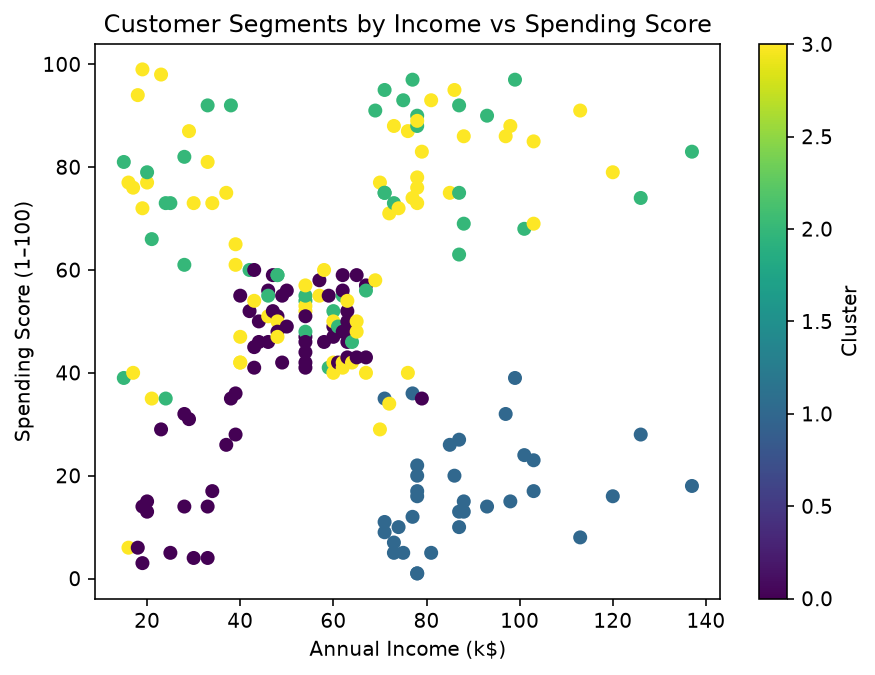 Customer Segments by Income vs Spending Score
100
80
60
40
20
0
Spending Score (1–100)
20 40 60 80 100 120 140
Annual Income (k$)
3.0
2.5
2.0
1.5
1.0
0.5
0.0
Cluster